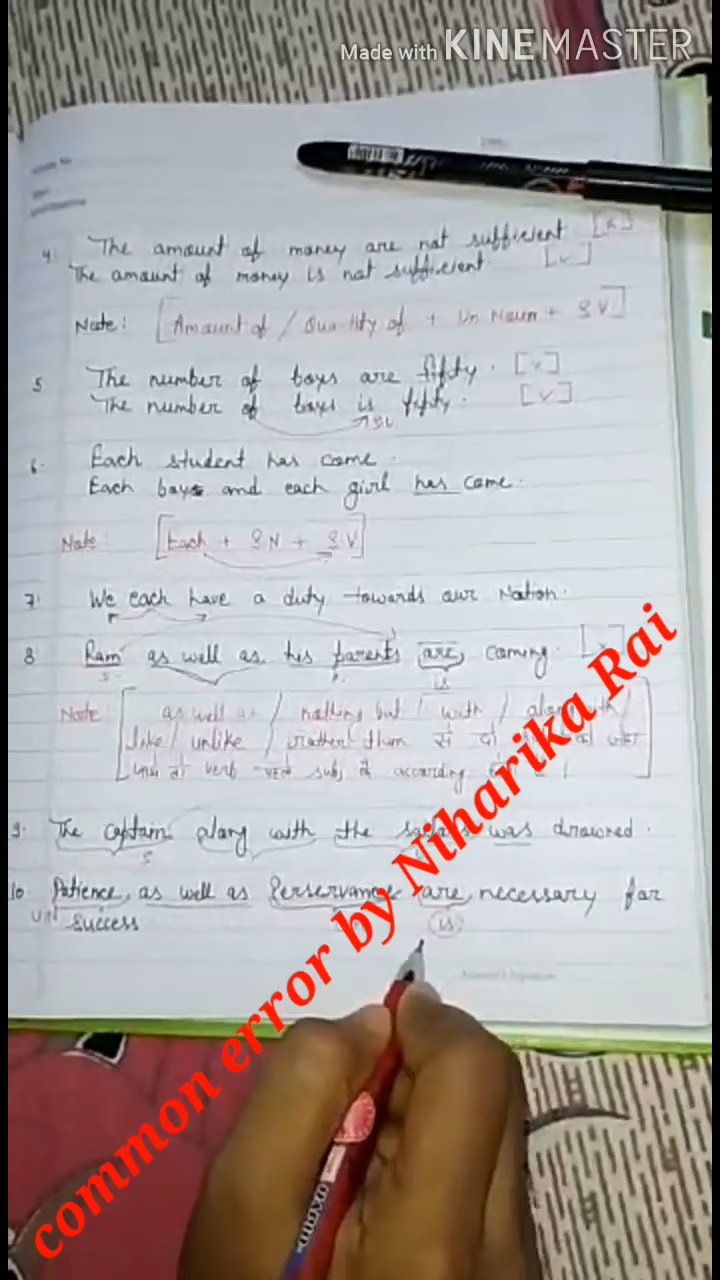 Made with KINEMASTER
4. The amount of money are not sufficient [x]
The amount of money is not sufficient. [v]
Note: [Amount of / Quantity of + Un Noun + SV]
5 The number of boys are fifty. [x]
The number of boys is fifty. [v]
SV
6. Each student has come.
Each boys and each girl has come.
Note: [Each + SN + SV]
7. We each have a duty towards our Nation.
8 Ram as well as his parents are coming. [x]
S
is
Note: as well as / nothing but / with / along with /
like / unlike / rather them से दो
verb subj के according
9. The captain along with the was drowned.
S
10 Patience, as well as Perservance are necessary for
success
is
common error by Niharika Rai